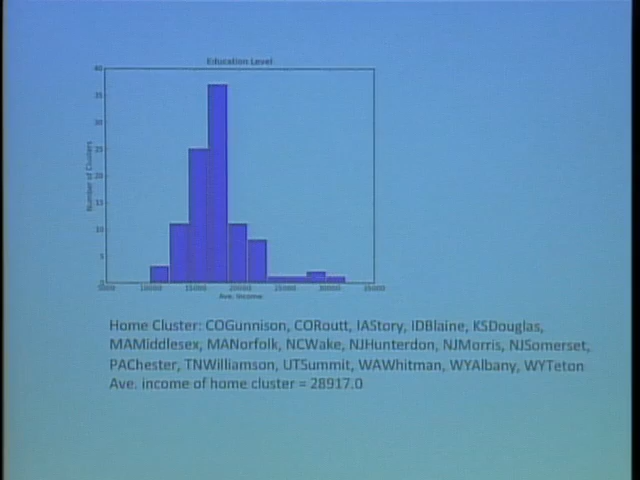 Education Level
40
35
30
25
20
15
10
5
0
Number of Clusters
5000 10000 15000 20000 25000 30000 35000
Ave. Income
Home Cluster: COGunnison, CORoutt, IAStory, IDBlaine, KSDouglas,
MAMiddlesex, MANorfolk, NCWake, NJHunterdon, NJMorris, NJSomerset,
PAChester, TNWilliamson, UTSummit, WAWhitman, WYAlbany, WYTeton
Ave. income of home cluster = 28917.0